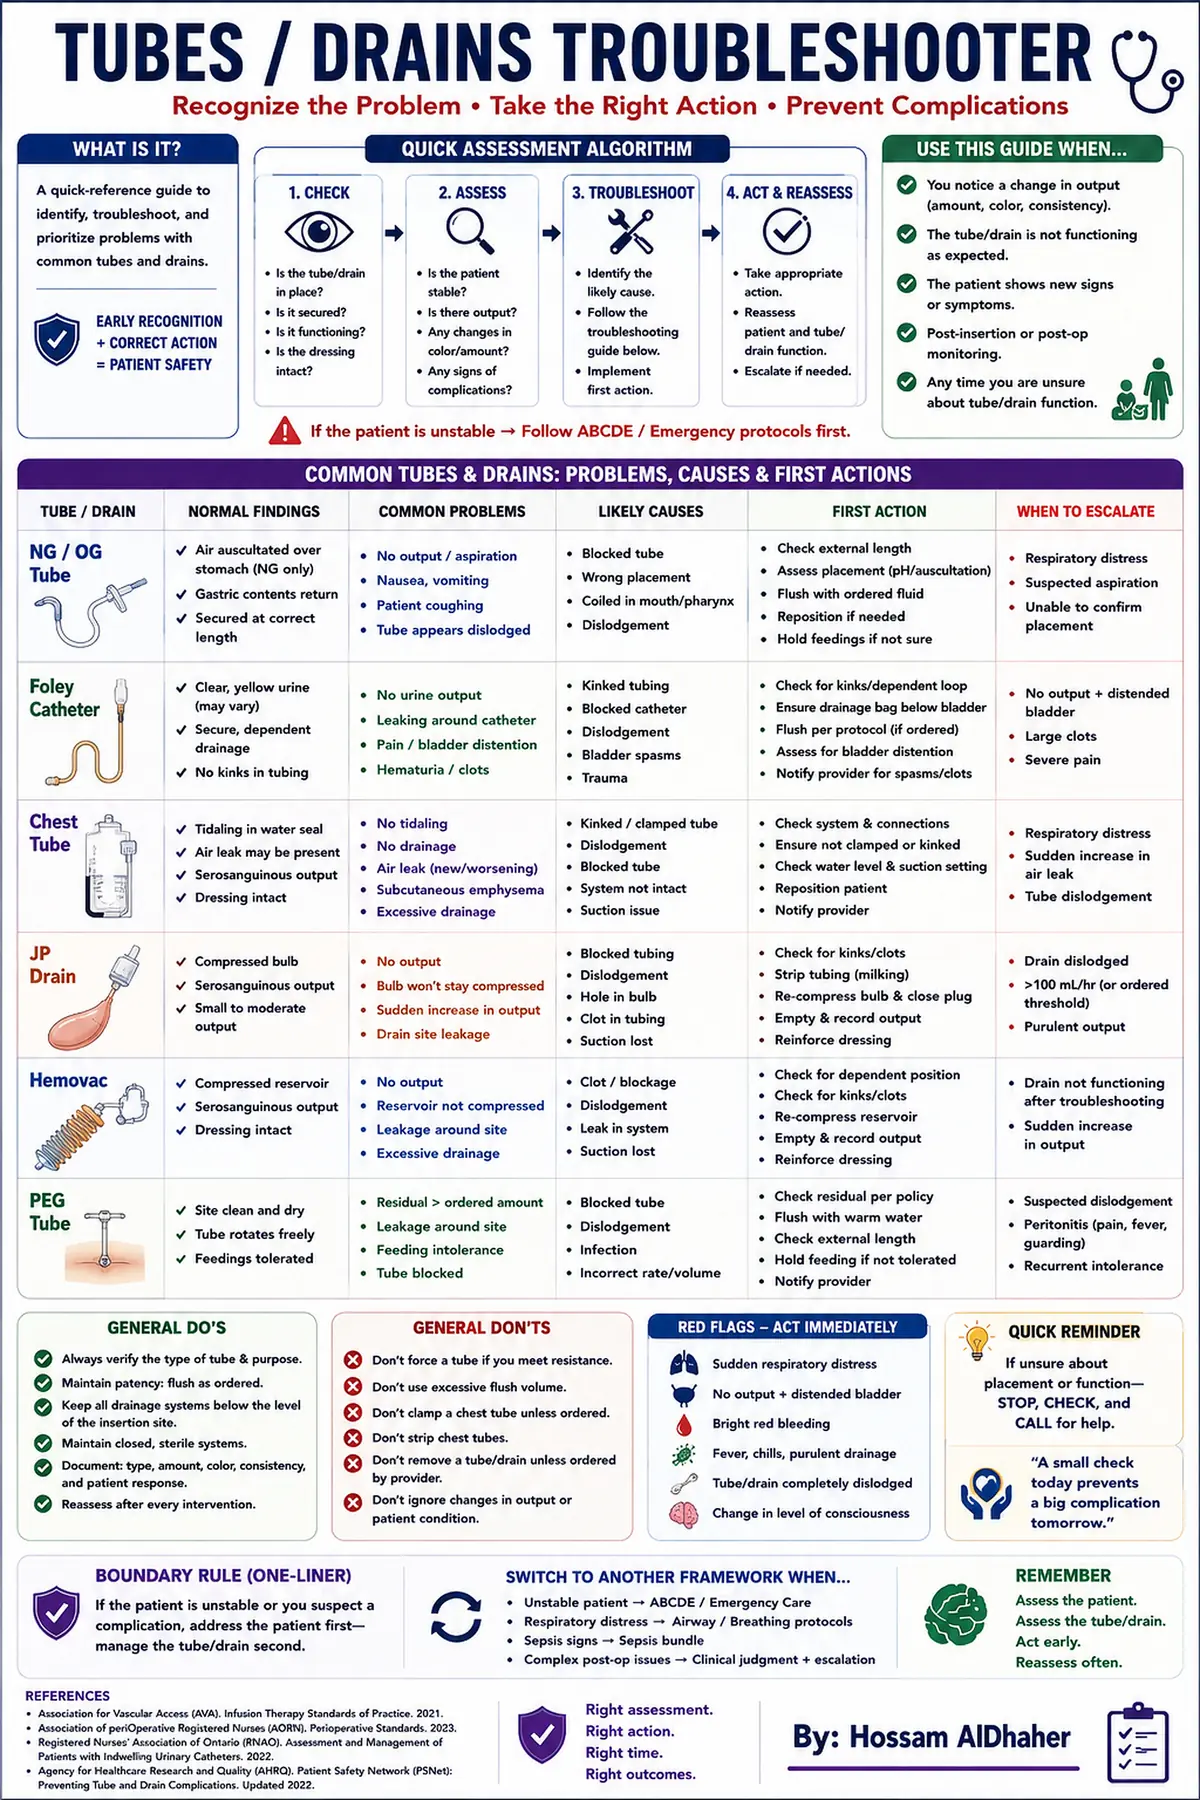 TUBES / DRAINS TROUBLESHOOTER
Recognize the Problem • Take the Right Action • Prevent Complications
WHAT IS IT?
A quick-reference guide to
identify, troubleshoot, and
prioritize problems with
common tubes and drains.
EARLY RECOGNITION
+ CORRECT ACTION
= PATIENT SAFETY
QUICK ASSESSMENT ALGORITHM
1. CHECK
• Is the tube/drain
in place?
• Is it secured?
• Is it functioning?
• Is the dressing
intact?
2. ASSESS
• Is the patient
stable?
• Is there output?
• Any changes in
color/amount?
• Any signs of
complications?
3. TROUBLESHOOT
• Identify the
likely cause.
• Follow the
troubleshooting
guide below.
• Implement
first action.
4. ACT & REASSESS
• Take appropriate
action.
• Reassess
patient and tube/
drain function.
• Escalate if needed.
If the patient is unstable → Follow ABCDE / Emergency protocols first.
USE THIS GUIDE WHEN...
You notice a change in output
(amount, color, consistency).
The tube/drain is not functioning
as expected.
The patient shows new signs
or symptoms.
Post-insertion or post-op
monitoring.
Any time you are unsure
about tube/drain function.
COMMON TUBES & DRAINS: PROBLEMS, CAUSES & FIRST ACTIONS
TUBE / DRAIN
NORMAL FINDINGS
COMMON PROBLEMS
LIKELY CAUSES
FIRST ACTION
WHEN TO ESCALATE
NG / OG
Tube
✓ Air auscultated over
stomach (NG only)
✓ Gastric contents return
✓ Secured at correct
length
• No output / aspiration
• Nausea, vomiting
• Patient coughing
• Tube appears dislodged
• Blocked tube
• Wrong placement
• Coiled in mouth/pharynx
• Dislodgement
• Check external length
• Assess placement (pH/auscultation)
• Flush with ordered fluid
• Reposition if needed
• Hold feedings if not sure
• Respiratory distress
• Suspected aspiration
• Unable to confirm
placement
Foley
Catheter
✓ Clear, yellow urine
(may vary)
✓ Secure, dependent
drainage
✓ No kinks in tubing
• No urine output
• Leaking around catheter
• Pain / bladder distention
• Hematuria / clots
• Kinked tubing
• Blocked catheter
• Dislodgement
• Bladder spasms
• Trauma
• Check for kinks/dependent loop
• Ensure drainage bag below bladder
• Flush per protocol (if ordered)
• Assess for bladder distention
• Notify provider for spasms/clots
• No output + distended
bladder
• Large clots
• Severe pain
Chest
Tube
✓ Tidaling in water seal
✓ Air leak may be present
✓ Serosanguinous output
✓ Dressing intact
• No tidaling
• No drainage
• Air leak (new/worsening)
• Subcutaneous emphysema
• Excessive drainage
• Kinked / clamped tube
• Dislodgement
• Blocked tube
• System not intact
• Suction issue
• Check system & connections
• Ensure not clamped or kinked
• Check water level & suction setting
• Reposition patient
• Notify provider
• Respiratory distress
• Sudden increase in
air leak
• Tube dislodgement
JP
Drain
✓ Compressed bulb
✓ Serosanguinous output
✓ Small to moderate
output
• No output
• Bulb won't stay compressed
• Sudden increase in output
• Drain site leakage
• Blocked tubing
• Dislodgement
• Hole in bulb
• Clot in tubing
• Suction lost
• Check for kinks/clots
• Strip tubing (milking)
• Re-compress bulb & close plug
• Empty & record output
• Reinforce dressing
• Drain dislodged
• >100 mL/hr (or ordered
threshold)
• Purulent output
Hemovac
✓ Compressed reservoir
✓ Serosanguinous output
✓ Dressing intact
• No output
• Reservoir not compressed
• Leakage around site
• Excessive drainage
• Clot / blockage
• Dislodgement
• Leak in system
• Suction lost
• Check for dependent position
• Check for kinks/clots
• Re-compress reservoir
• Empty & record output
• Reinforce dressing
• Drain not functioning
after troubleshooting
• Sudden increase
in output
PEG
Tube
✓ Site clean and dry
✓ Tube rotates freely
✓ Feedings tolerated
• Residual > ordered amount
• Leakage around site
• Feeding intolerance
• Tube blocked
• Blocked tube
• Dislodgement
• Infection
• Incorrect rate/volume
• Check residual per policy
• Flush with warm water
• Check external length
• Hold feeding if not tolerated
• Notify provider
• Suspected dislodgement
• Peritonitis (pain, fever,
guarding)
• Recurrent intolerance
GENERAL DO'S
Always verify the type of tube & purpose.
Maintain patency: flush as ordered.
Keep all drainage systems below the level
of the insertion site.
Maintain closed, sterile systems.
Document: type, amount, color, consistency,
and patient response.
Reassess after every intervention.
GENERAL DON'TS
Don't force a tube if you meet resistance.
Don't use excessive flush volume.
Don't clamp a chest tube unless ordered.
Don't strip chest tubes.
Don't remove a tube/drain unless ordered
by provider.
Don't ignore changes in output or
patient condition.
RED FLAGS – ACT IMMEDIATELY
Sudden respiratory distress
No output + distended bladder
Bright red bleeding
Fever, chills, purulent drainage
Tube/drain completely dislodged
Change in level of consciousness
QUICK REMINDER
If unsure about
placement or function—
STOP, CHECK, and
CALL for help.
"A small check
today prevents
a big complication
tomorrow."
BOUNDARY RULE (ONE-LINER)
If the patient is unstable or you suspect a
complication, address the patient first—
manage the tube/drain second.
SWITCH TO ANOTHER FRAMEWORK WHEN...
• Unstable patient → ABCDE / Emergency Care
• Respiratory distress → Airway / Breathing protocols
• Sepsis signs → Sepsis bundle
• Complex post-op issues → Clinical judgment + escalation
REMEMBER
Assess the patient.
Assess the tube/drain.
Act early.
Reassess often.
REFERENCES
• Association for Vascular Access (AVA). Infusion Therapy Standards of Practice. 2021.
• Association of periOperative Registered Nurses (AORN). Perioperative Standards. 2023.
• Registered Nurses' Association of Ontario (RNAO). Assessment and Management of
Patients with Indwelling Urinary Catheters. 2022.
• Agency for Healthcare Research and Quality (AHRQ). Patient Safety Network (PSNet):
Preventing Tube and Drain Complications. Updated 2022.
Right assessment.
Right action.
Right time.
Right outcomes.
By: Hossam AlDhaher